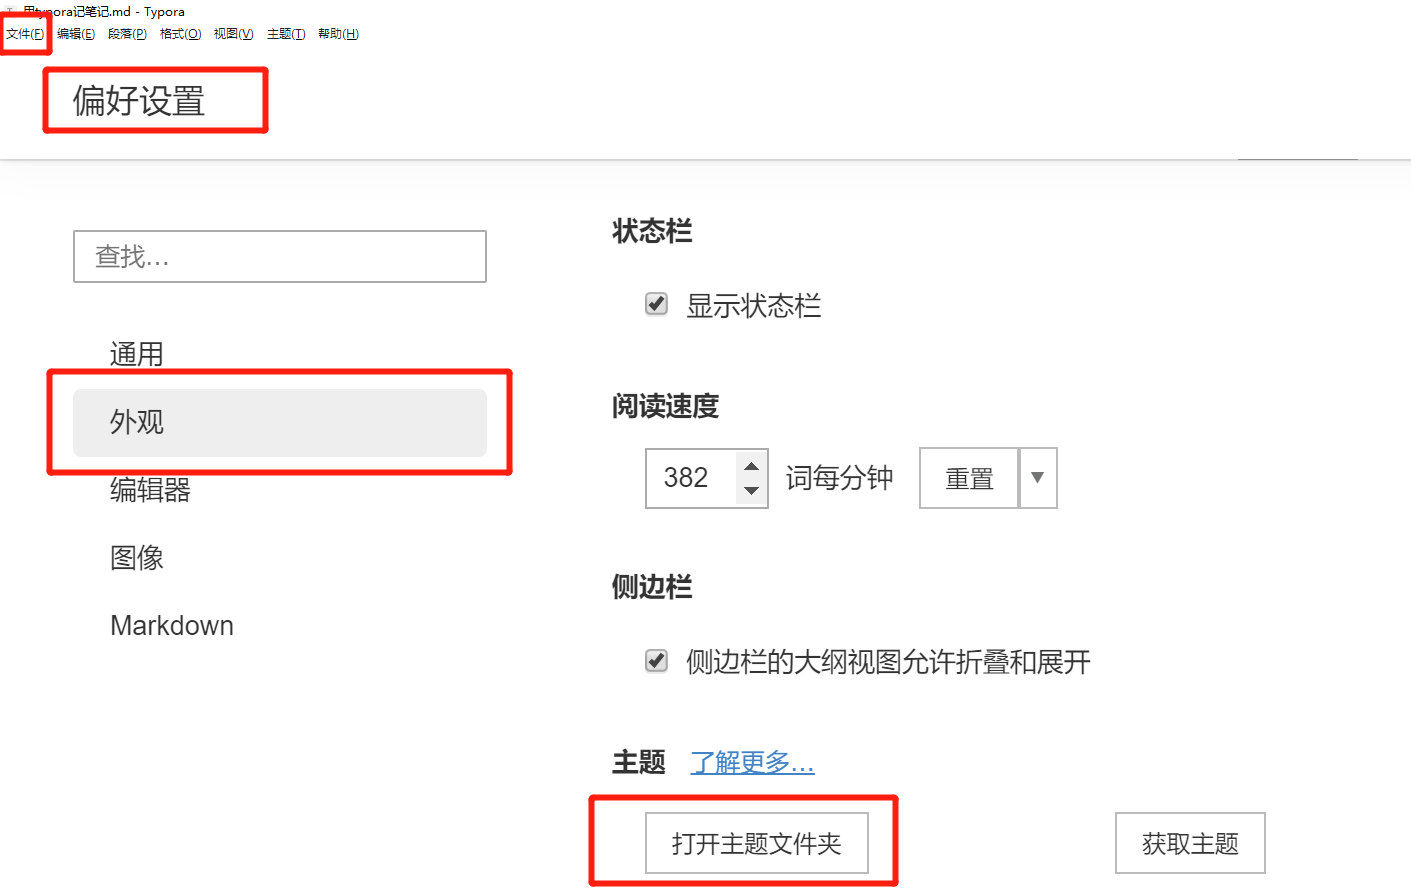 用typora记笔记.md - Typora
文件(F) 编辑(E) 段落(P) 格式(O) 视图(V) 主题(T) 帮助(H)
偏好设置
查找...
通用
外观
编辑器
图像
Markdown
状态栏
显示状态栏
阅读速度
382 词每分钟 重置
侧边栏
侧边栏的大纲视图允许折叠和展开
主题 了解更多...
打开主题文件夹 获取主题